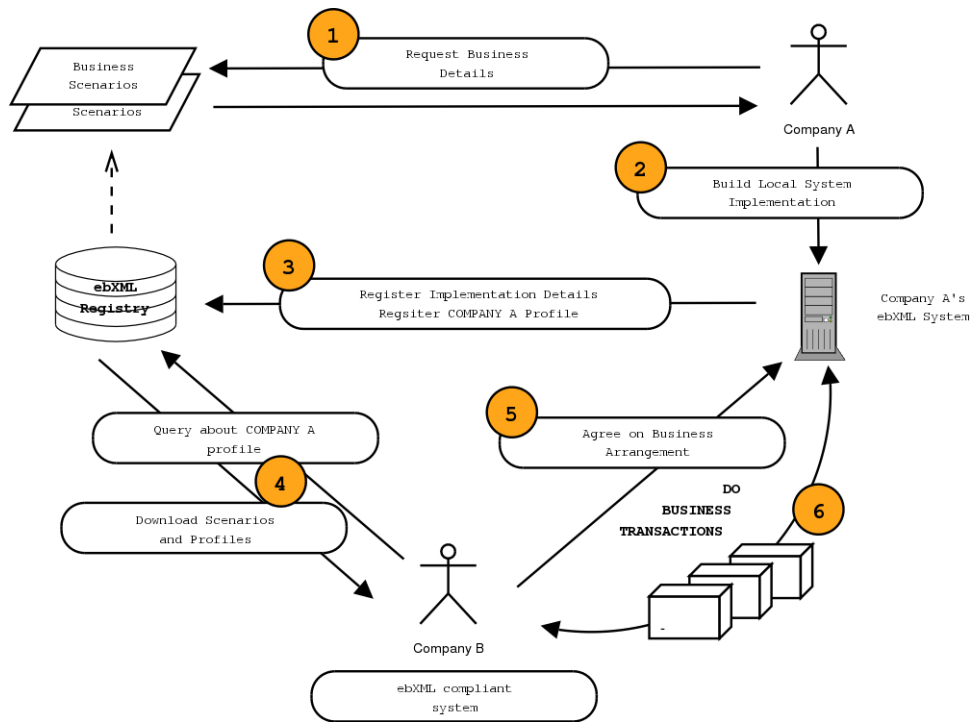 1
Request Business
Details
Business
Scenarios
Scenarios
Company A
2
Build Local System
Implementation
3
Register Implementation Details
Regsiter COMPANY A Profile
ebXML
Registry
Company A's
ebXML System
Query about COMPANY A
profile
4
Download Scenarios
and Profiles
5
Agree on Business
Arrangement
DO
BUSINESS
TRANSACTIONS
6
-
Company B
ebXML compliant
system